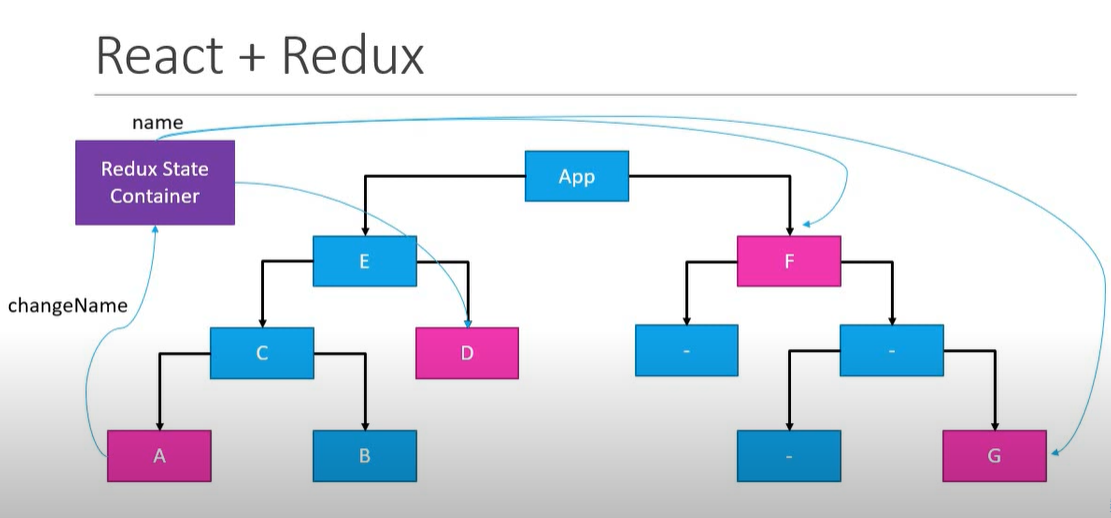 React + Redux
name
Redux State
Container
App
E
F
changeName
C
D
-
-
A
B
-
G